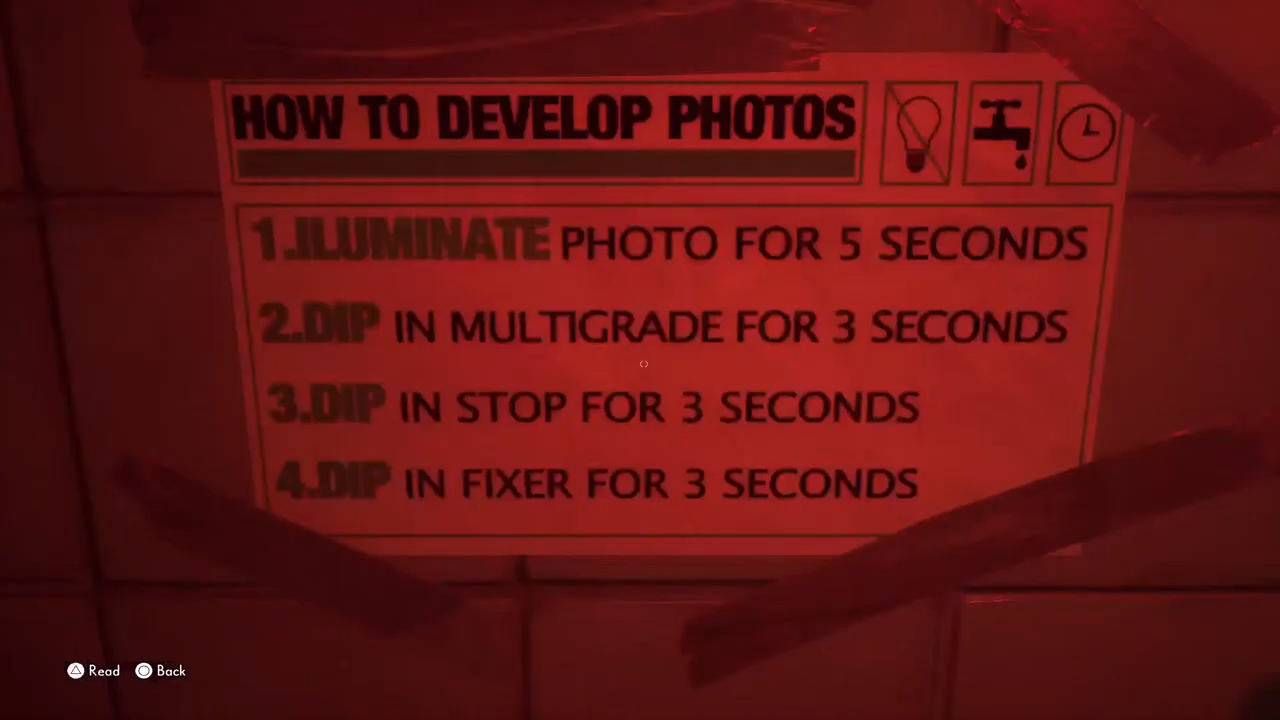 HOW TO DEVELOP PHOTOS
1.ILUMINATE PHOTO FOR 5 SECONDS
2.DIP IN MULTIGRADE FOR 3 SECONDS
3.DIP IN STOP FOR 3 SECONDS
4.DIP IN FIXER FOR 3 SECONDS
Read Back